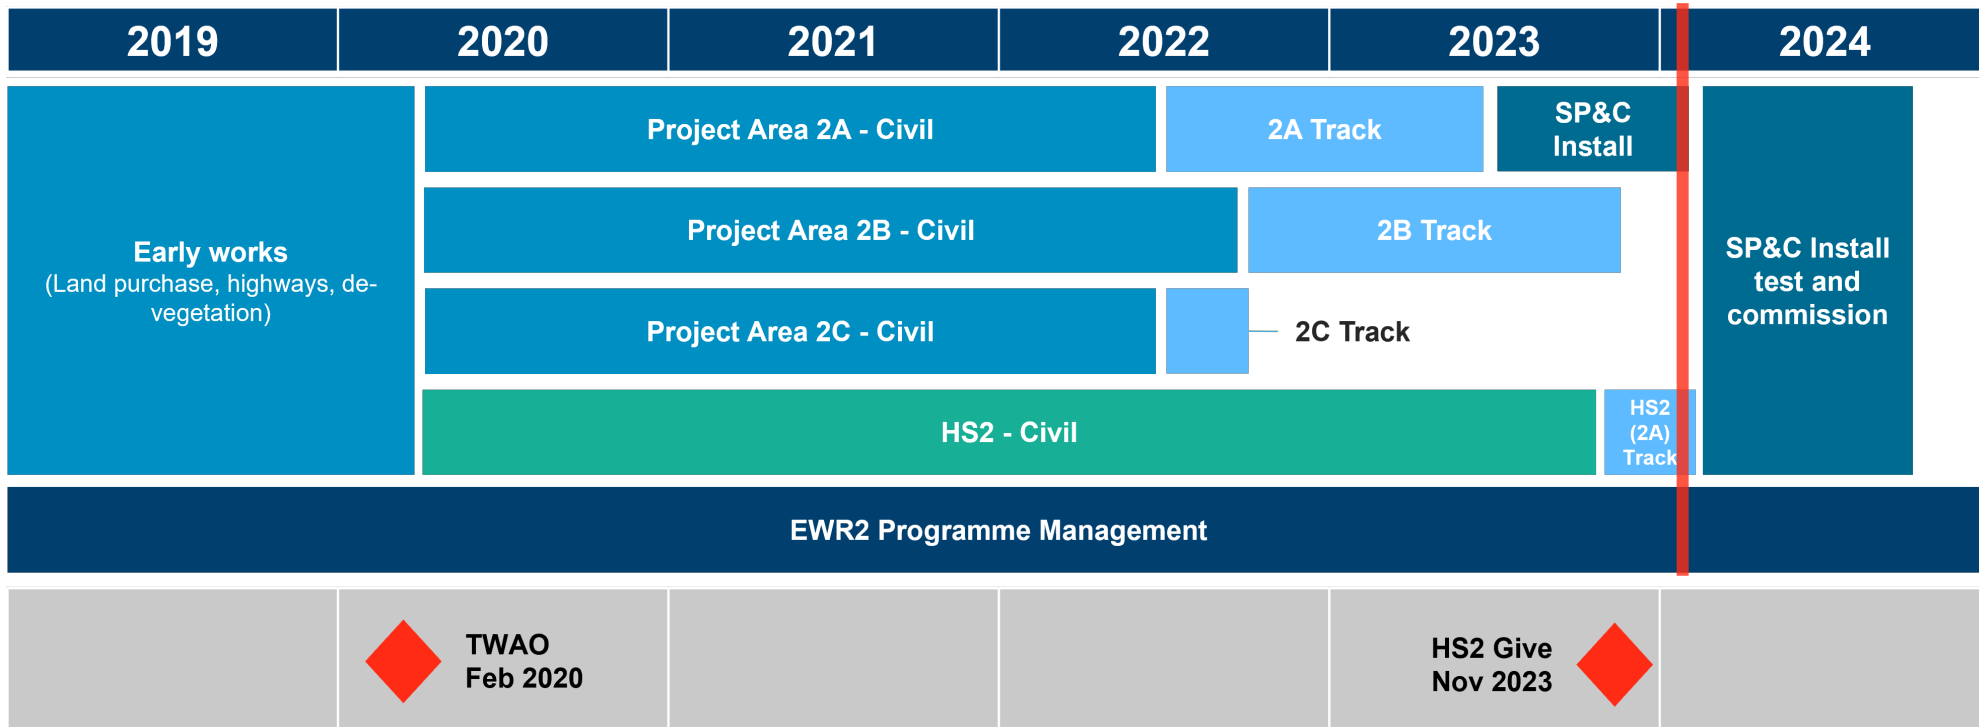 2019 2020 2021 2022 2023 2024
Early works
(Land purchase, highways, de-
vegetation)
Project Area 2A - Civil
2A Track
SP&C
Install
Project Area 2B - Civil
2B Track
Project Area 2C - Civil
2C Track
HS2 - Civil
HS2
(2A)
Track
SP&C Install
test and
commission
EWR2 Programme Management
TWAO
Feb 2020
HS2 Give
Nov 2023